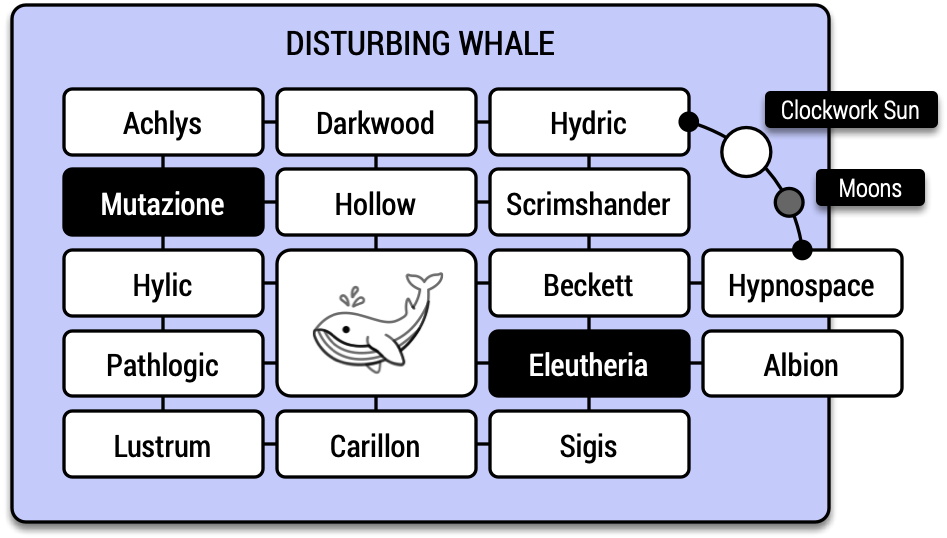 DISTURBING WHALE
Clockwork Sun
Achlys
Darkwood
Hydric
Moons
Mutazione
Hollow
Scrimshander
Hylic
Beckett
Hypnospace
Pathlogic
Eleutheria
Albion
Lustrum
Carillon
Sigis